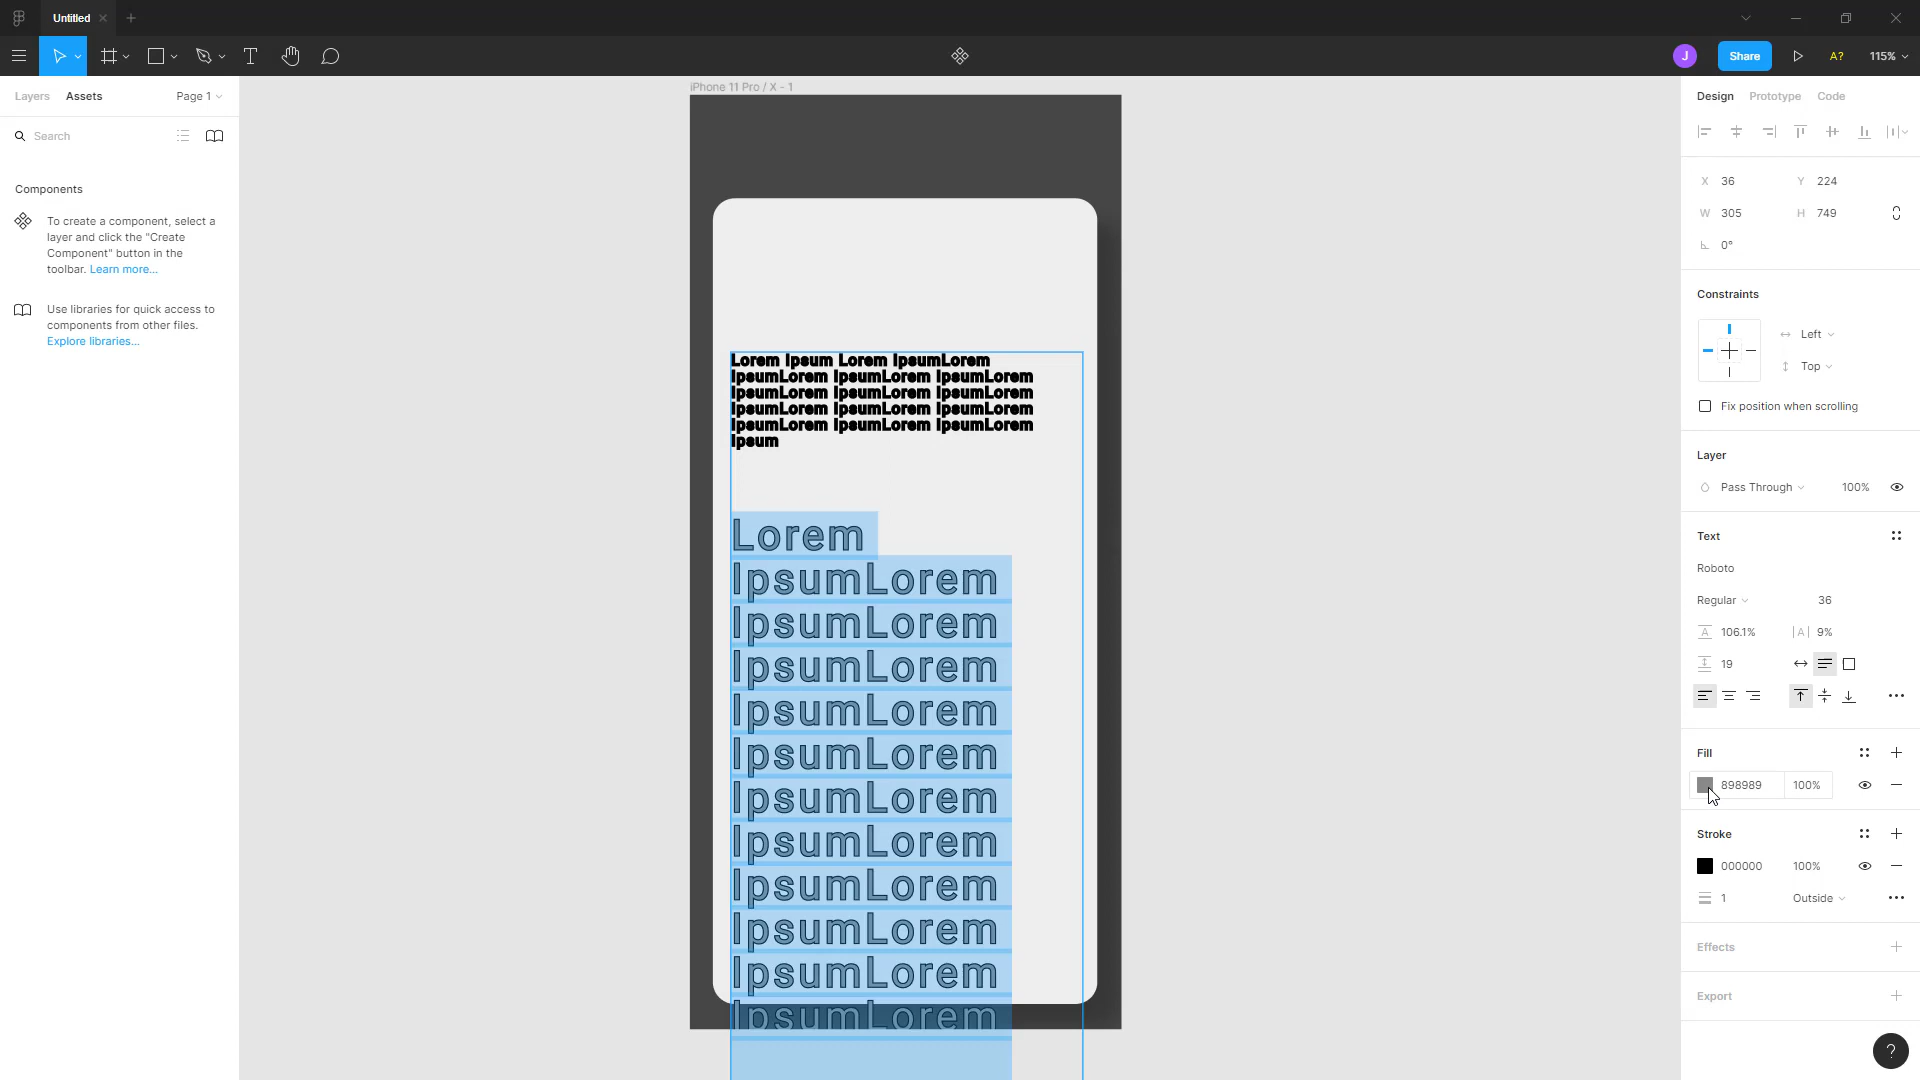 Untitled
J
Share
A?
115%
Layers
Assets
Page 1
Search
Components
To create a component, select a
layer and click the "Create
Component" button in the
toolbar. Learn more...
Use libraries for quick access to
components from other files.
Explore libraries...
iPhone 11 Pro / X - 1
Lorem Ipsum Lorem IpsumLorem
IpsumLorem IpsumLorem IpsumLorem
IpsumLorem IpsumLorem IpsumLorem
IpsumLorem IpsumLorem IpsumLorem
IpsumLorem IpsumLorem IpsumLorem
Ipsum
Lorem
IpsumLorem
IpsumLorem
IpsumLorem
IpsumLorem
IpsumLorem
IpsumLorem
IpsumLorem
IpsumLorem
IpsumLorem
IpsumLorem
IpsumLorem
Design
Prototype
Code
X 36
Y 224
W 305
H 749
0°
Constraints
Left
Top
Fix position when scrolling
Layer
Pass Through
100%
Text
Roboto
Regular
36
A 106.1%
|A| 9%
19
Fill
898989
100%
Stroke
000000
100%
1
Outside
Effects
Export
?